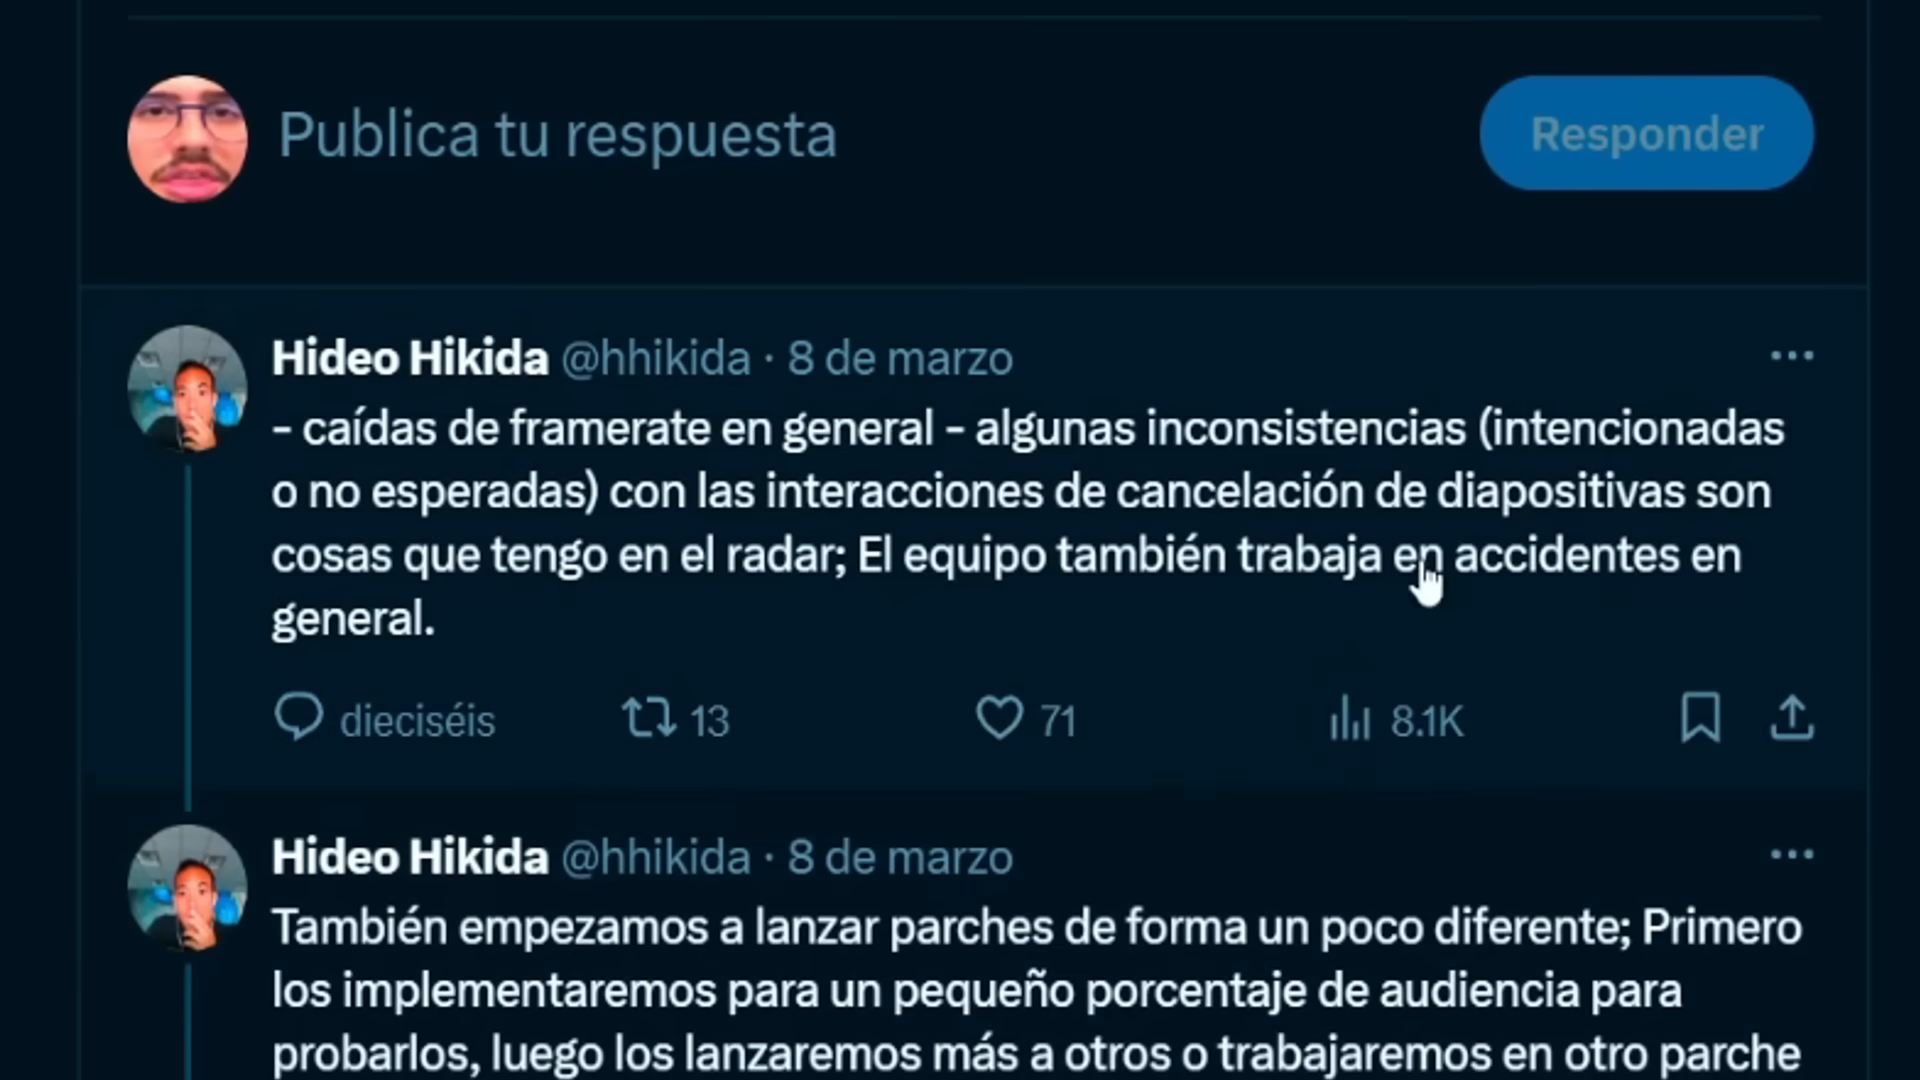 Publica tu respuesta
Responder
Hideo Hikida @hhikida · 8 de marzo
- caídas de framerate en general - algunas inconsistencias (intencionadas
o no esperadas) con las interacciones de cancelación de diapositivas son
cosas que tengo en el radar; El equipo también trabaja en accidentes en
general.
dieciséis 13 71 8.1K
Hideo Hikida @hhikida · 8 de marzo
También empezamos a lanzar parches de forma un poco diferente; Primero
los implementaremos para un pequeño porcentaje de audiencia para
probarlos, luego los lanzaremos más a otros o trabajaremos en otro parche